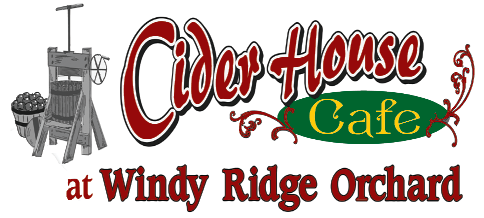 Cider House
Cafe
at Windy Ridge Orchard